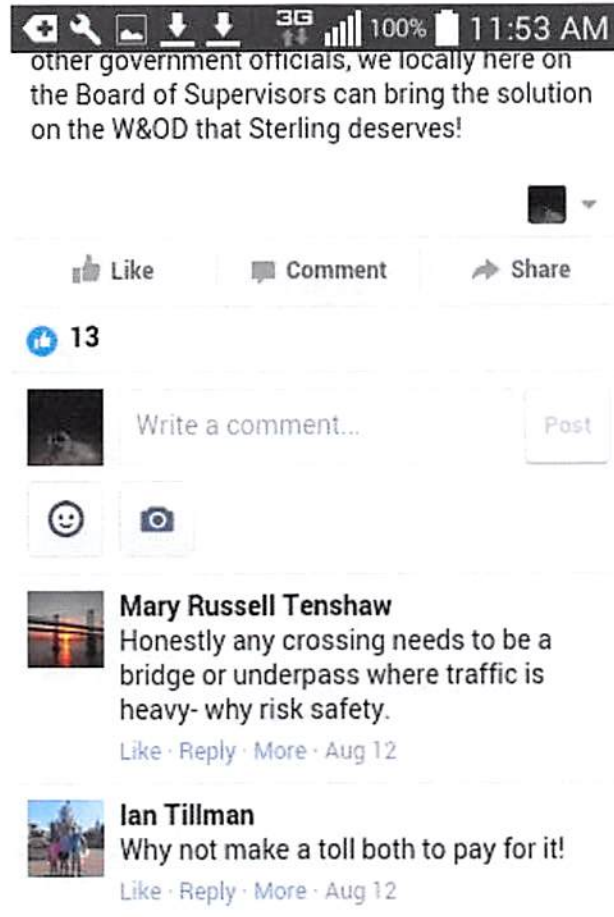 3G 100% 11:53 AM
other government officials, we locally here on
the Board of Supervisors can bring the solution
on the W&OD that Sterling deserves!
Like Comment Share
13
Write a comment... Post
Mary Russell Tenshaw
Honestly any crossing needs to be a
bridge or underpass where traffic is
heavy- why risk safety.
Like · Reply · More · Aug 12
Ian Tillman
Why not make a toll both to pay for it!
Like · Reply · More · Aug 12